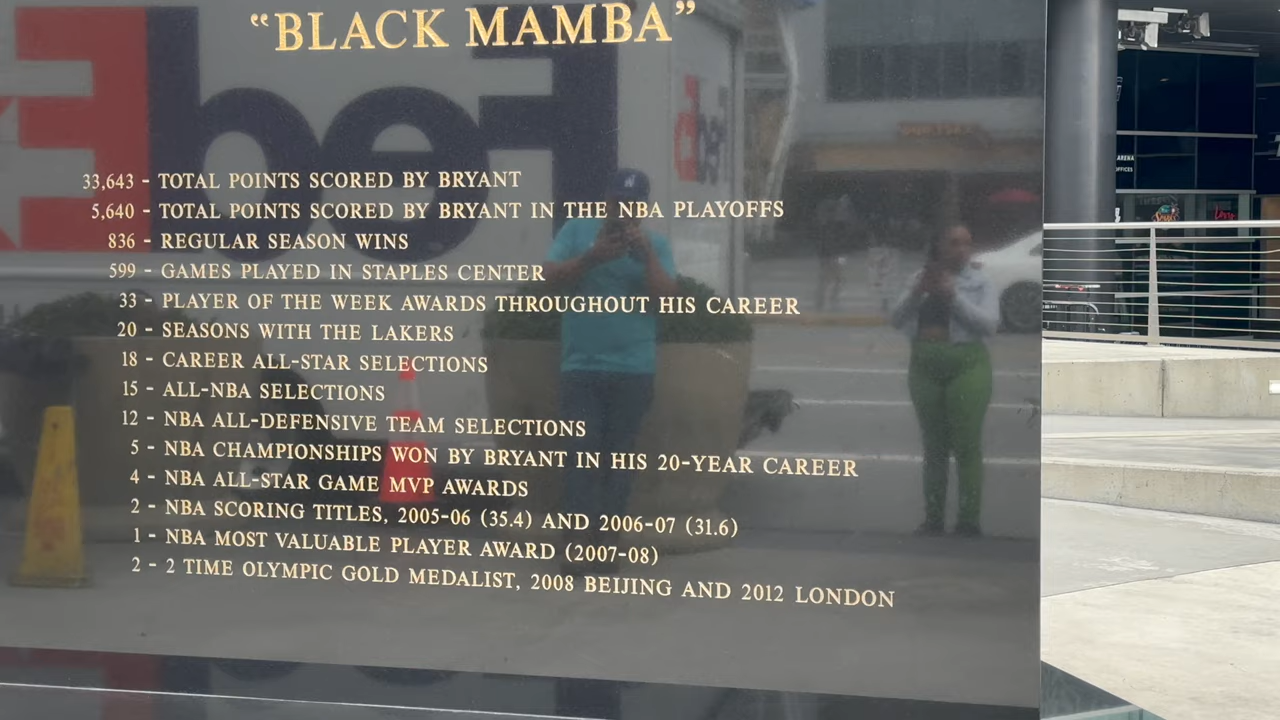 "BLACK MAMBA"
33,643 - TOTAL POINTS SCORED BY BRYANT
5,640 - TOTAL POINTS SCORED BY BRYANT IN THE NBA PLAYOFFS
836 - REGULAR SEASON WINS
599 - GAMES PLAYED IN STAPLES CENTER
33 - PLAYER OF THE WEEK AWARDS THROUGHOUT HIS CAREER
20 - SEASONS WITH THE LAKERS
18 - CAREER ALL-STAR SELECTIONS
15 - ALL-NBA SELECTIONS
12 - NBA ALL-DEFENSIVE TEAM SELECTIONS
5 - NBA CHAMPIONSHIPS WON BY BRYANT IN HIS 20-YEAR CAREER
4 - NBA ALL-STAR GAME MVP AWARDS
2 - NBA SCORING TITLES, 2005-06 (35.4) AND 2006-07 (31.6)
1 - NBA MOST VALUABLE PLAYER AWARD (2007-08)
2 - 2 TIME OLYMPIC GOLD MEDALIST, 2008 BEIJING AND 2012 LONDON
FedE
ARENA
OFFICES